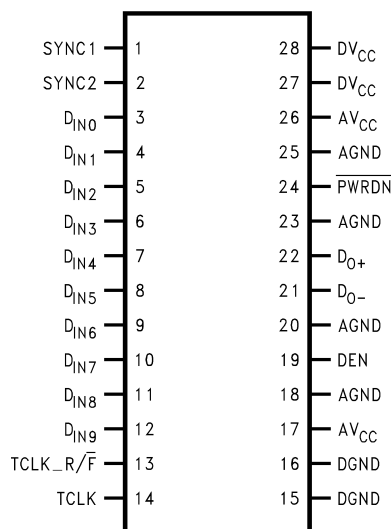 SYNC1 1 28 DVCC
SYNC2 2 27 DVCC
DIN0 3 26 AVCC
DIN1 4 25 AGND
DIN2 5 24 P̅W̅R̅D̅N̅
DIN3 6 23 AGND
DIN4 7 22 DO+
DIN5 8 21 DO−
DIN6 9 20 AGND
DIN7 10 19 DEN
DIN8 11 18 AGND
DIN9 12 17 AVCC
TCLK_R/F̅ 13 16 DGND
TCLK 14 15 DGND